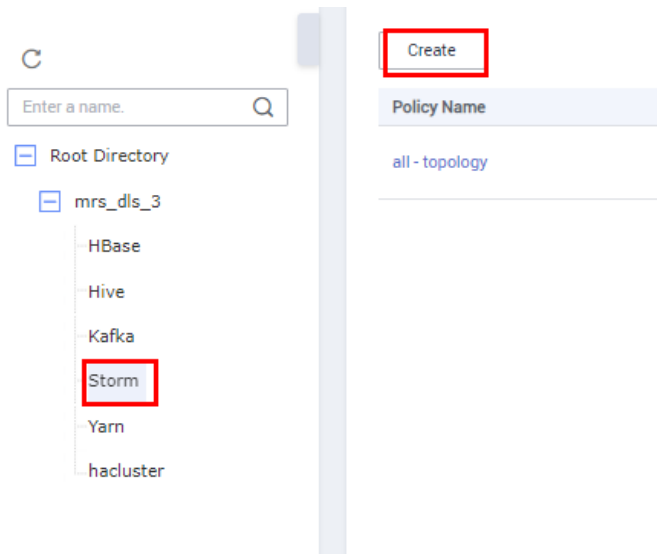 Enter a name.
Root Directory
mrs_dls_3
HBase
Hive
Kafka
Storm
Yarn
hacluster
Create
Policy Name
all - topology